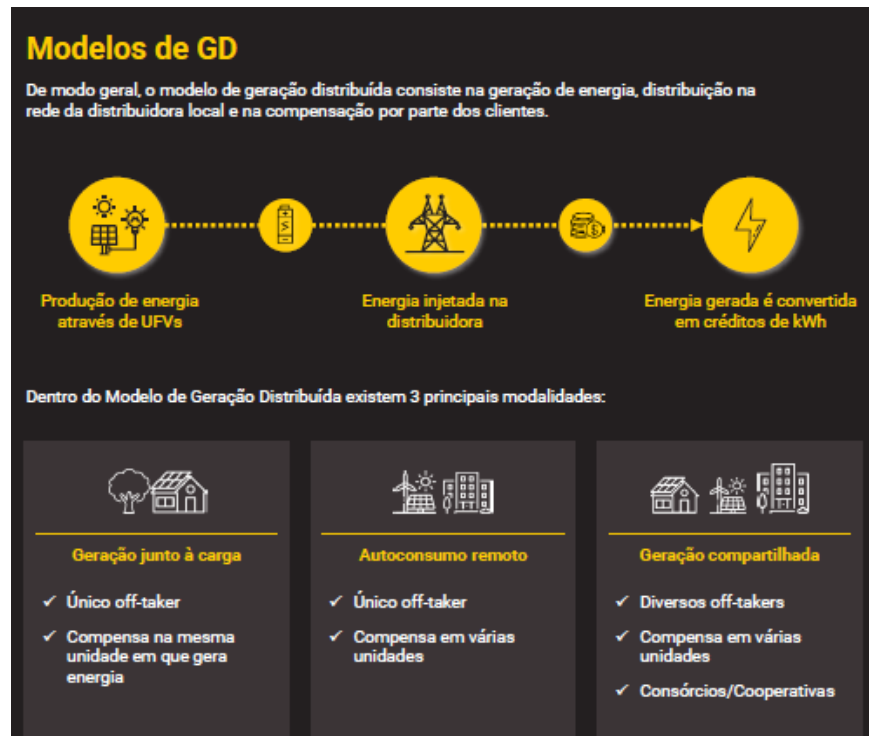 Modelos de GD
De modo geral, o modelo de geração distribuída consiste na geração de energia, distribuição na
rede da distribuidora local e na compensação por parte dos clientes.
Produção de energia
através de UFVs
Energia injetada na
distribuidora
Energia gerada é convertida
em créditos de kWh
Dentro do Modelo de Geração Distribuída existem 3 principais modalidades:
Geração junto à carga
✓ Único off-taker
✓ Compensa na mesma
unidade em que gera
energia
Autoconsumo remoto
✓ Único off-taker
✓ Compensa em várias
unidades
Geração compartilhada
✓ Diversos off-takers
✓ Compensa em várias
unidades
✓ Consórcios/Cooperativas